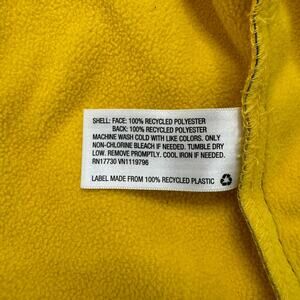 SHELL: FACE: 100% RECYCLED POLYESTER
BACK: 100% RECYCLED POLYESTER
MACHINE WASH COLD WITH LIKE COLORS. ONLY
NON-CHLORINE BLEACH IF NEEDED. TUMBLE DRY
LOW. REMOVE PROMPTLY. COOL IRON IF NEEDED.
RN17730 VN1119796
LABEL MADE FROM 100% RECYCLED PLASTIC